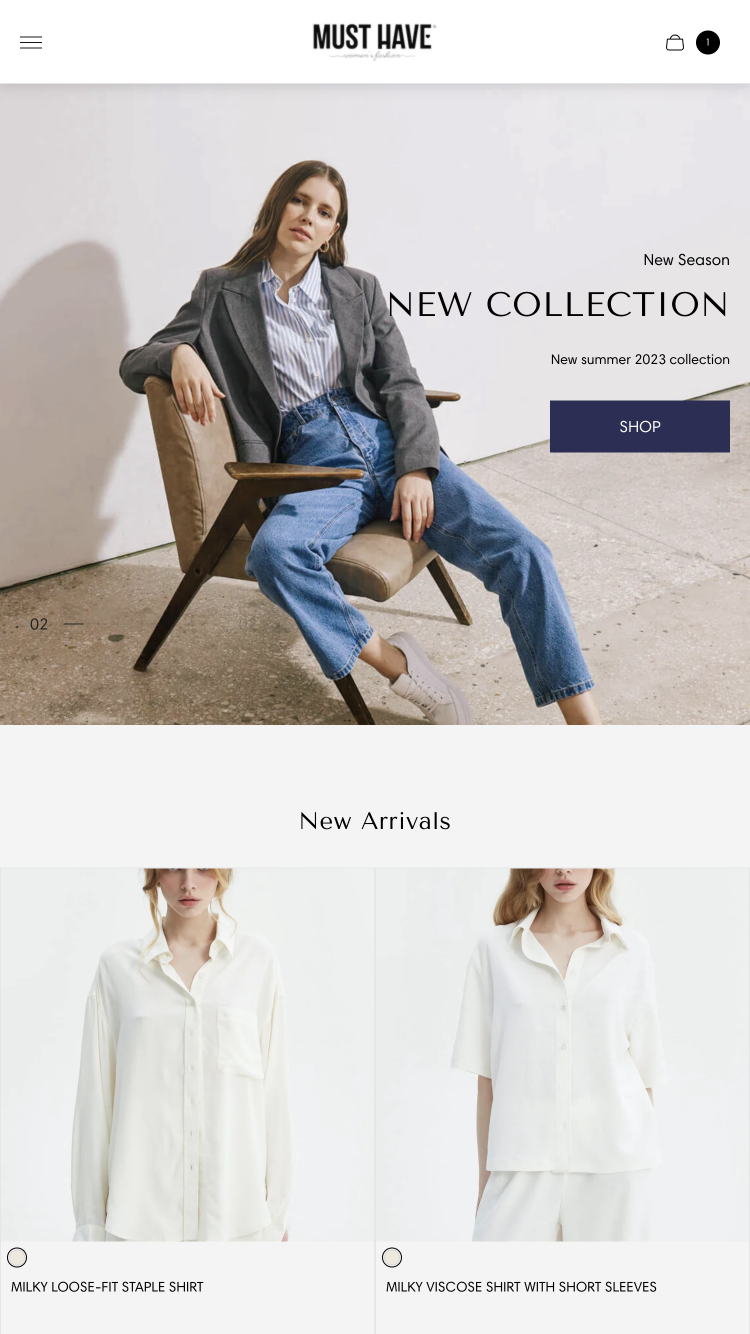 MUST HAVE
women's fashion
1
New Season
NEW COLLECTION
New summer 2023 collection
SHOP
02
New Arrivals
MILKY LOOSE-FIT STAPLE SHIRT
MILKY VISCOSE SHIRT WITH SHORT SLEEVES